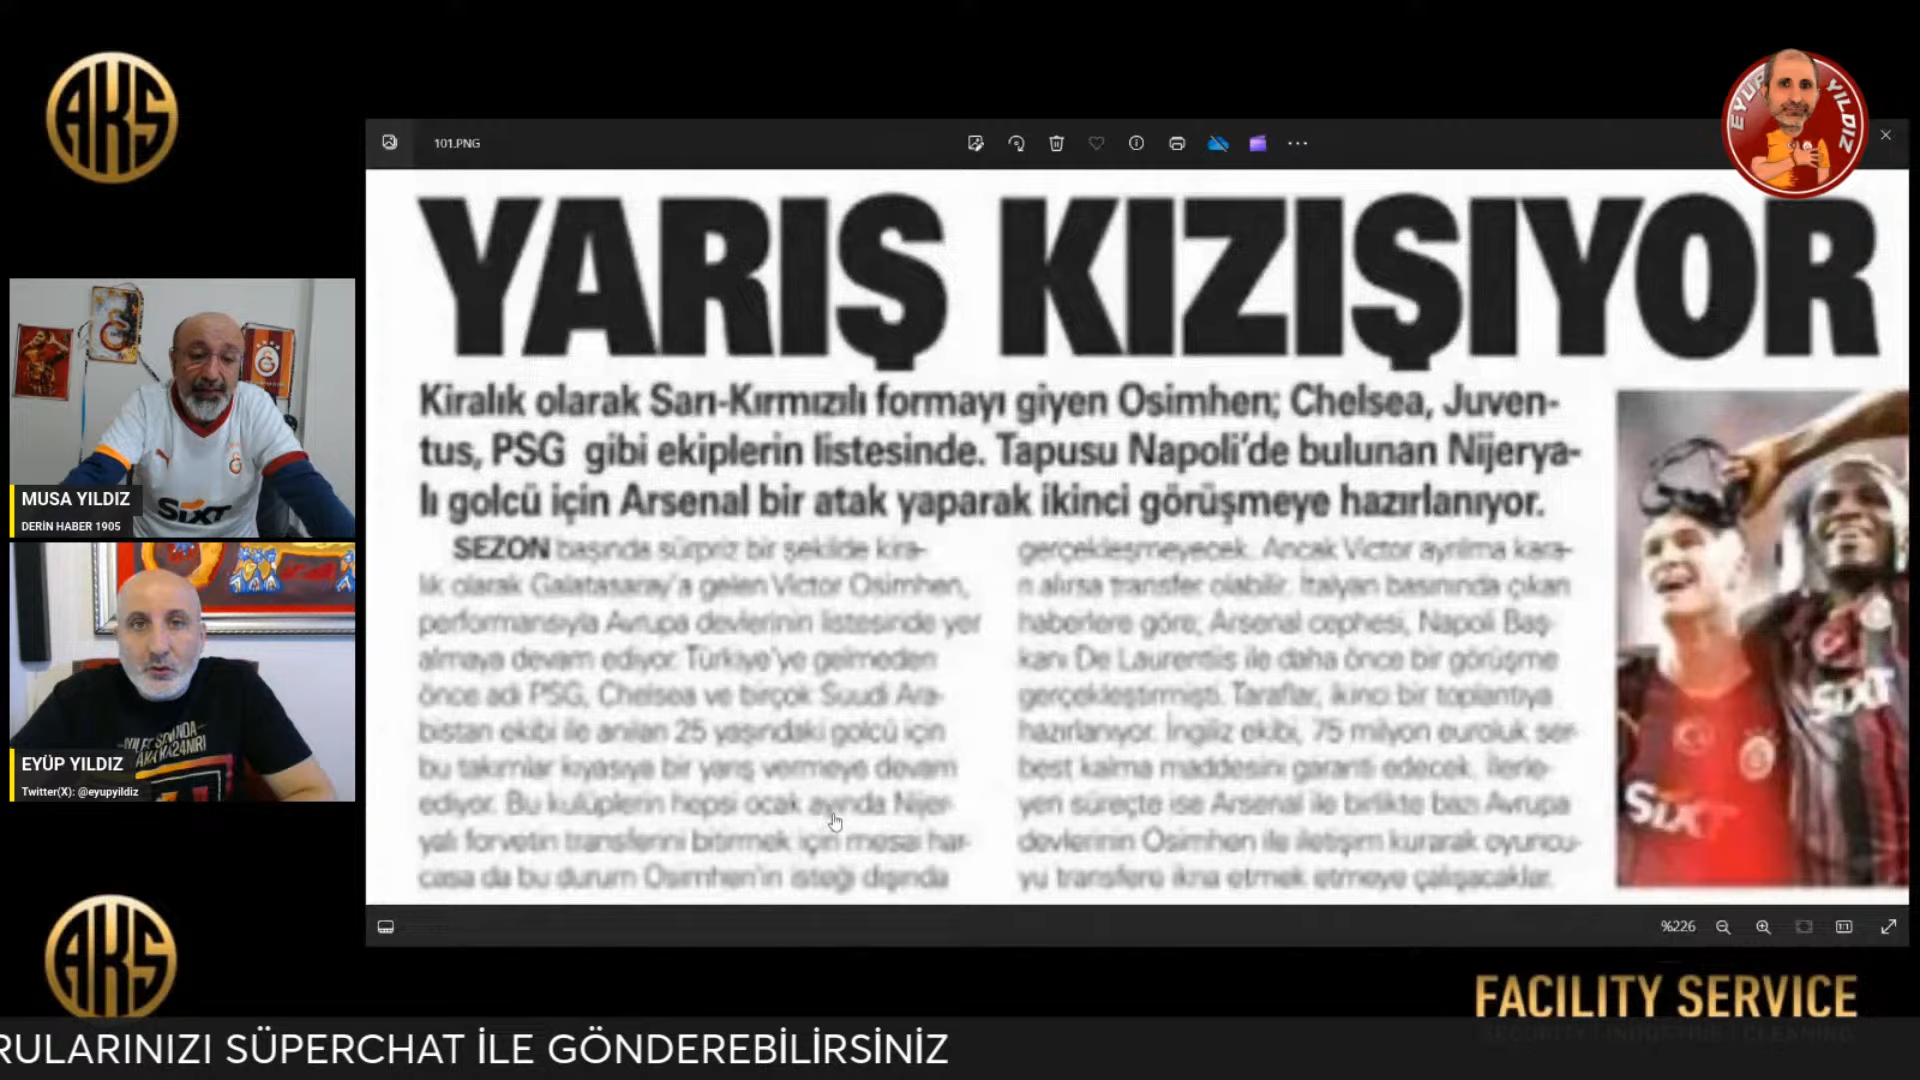 AKS
EYÜP YILDIZ
101.PNG
YARIŞ KIZIŞIYOR
Kiralık olarak Sarı-Kırmızılı formayı giyen Osimhen; Chelsea, Juven-
tus, PSG gibi ekiplerin listesinde. Tapusu Napoli'de bulunan Nijerya-
lı golcü için Arsenal bir atak yaparak ikinci görüşmeye hazırlanıyor.
SEZON başında sürpriz bir şekilde kira-
lık olarak Galatasaray'a gelen Victor Osimhen,
performansıyla Avrupa devlerinin listesinde yer
almaya devam ediyor. Türkiye'ye gelmeden
önce adı PSG, Chelsea ve birçok Suudi Ara-
bistan ekibi ile anılan 25 yaşındaki golcü için
bu takımlar kıyasıya bir yarış vermeye devam
ediyor. Bu kulüplerin hepsi ocak ayında Nijer-
yalı forvetin transferini bitirmek için mesai har-
casa da bu durum Osimhen'in isteği dışında
gerçekleşmeyecek. Ancak Victor ayrılma kara-
rı alırsa transfer olabilir. İtalyan basınında çıkan
haberlere göre; Arsenal cephesi, Napoli Baş-
kanı De Laurentiis ile daha önce bir görüşme
gerçekleştirmişti. Taraflar, ikinci bir toplantıya
hazırlanıyor. İngiliz ekibi, 75 milyon euroluk ser-
best kalma maddesini garanti edecek. İlerle-
yen süreçte ise Arsenal ile birlikte bazı Avrupa
devlerinin Osimhen ile iletişim kurarak oyuncu-
yu transfere ikna etmek etmeye çalışacaklar.
SIXT
SIXT
SIXT
MUSA YILDIZ
DERİN HABER 1905
EYÜP YILDIZ
Twitter(X): @eyupyildiz
%226
AKS
FACILITY SERVICE
RULARINIZI SÜPERCHAT İLE GÖNDEREBİLİRSİNİZ